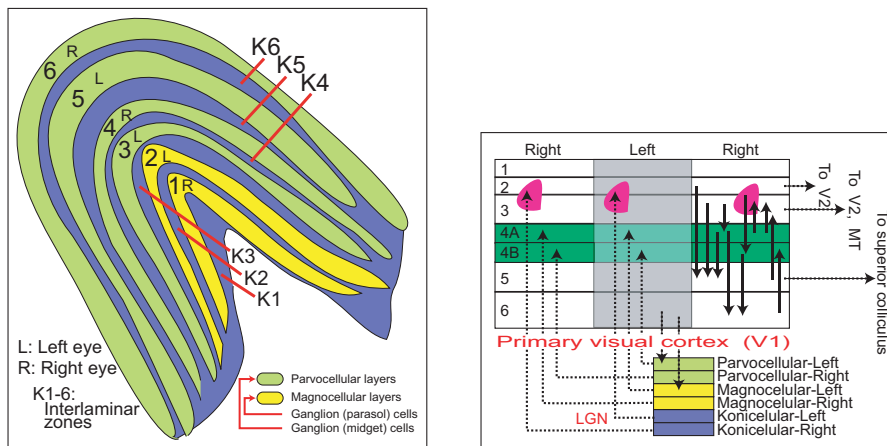 K6
K5
K4
6 R
5 L
4 R
3 L
2 L
1 R
K3
K2
K1
L: Left eye
R: Right eye
K1-6:
Interlaminar
zones
Parvocellular layers
Magnocellular layers
Ganglion (parasol) cells
Ganglion (midget) cells
Right Left Right
1
2
3
4A
4B
5
6
To V2
To V2, MT
To superior colliculus
Primary visual cortex (V1)
LGN
Parvocellular-Left
Parvocellular-Right
Magnocellular-Left
Magnocellular-Right
Konicelular-Left
Konicelular-Right